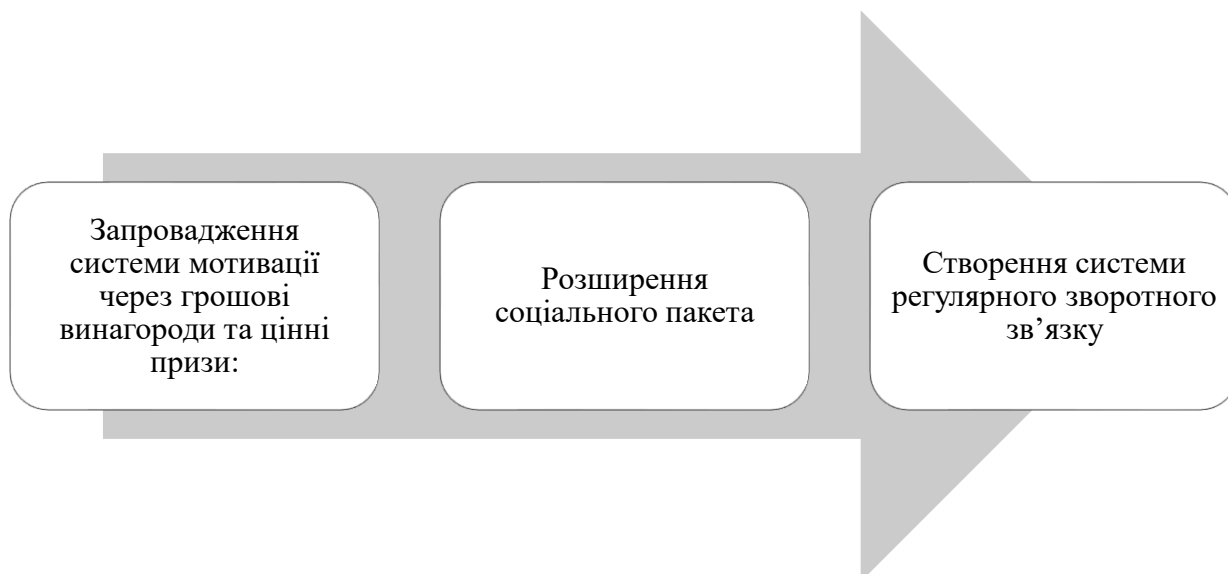 Запровадження
системи мотивації
через грошові
винагороди та цінні
призи:
Розширення
соціального пакета
Створення системи
регулярного зворотного
зв’язку